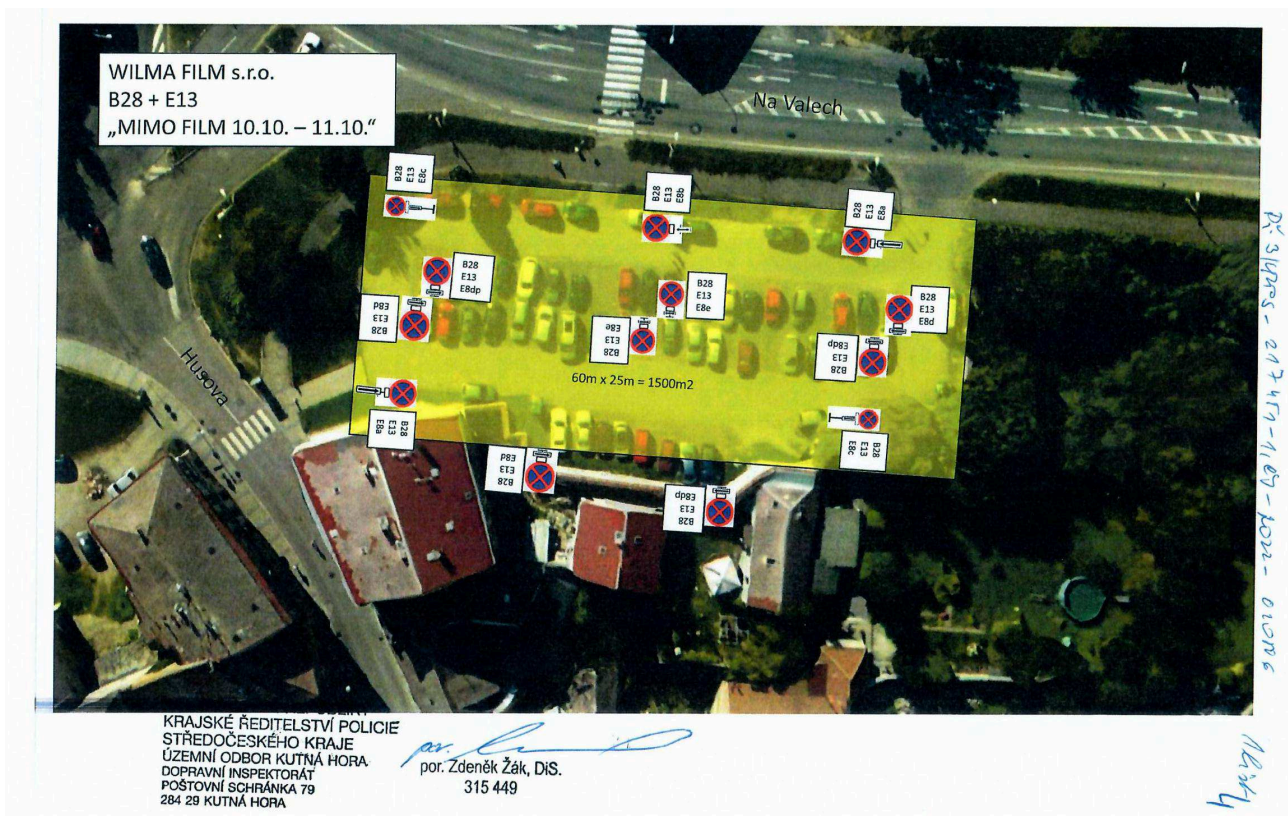 WILMA FILM s.r.o.
B28 + E13
„MIMO FILM 10.10. – 11.10.“
Na Valech
Husova
B28
E13
E8c
B28
E13
E8b
B28
E13
E8a
B28
E13
E8dp
B28
E13
E8d
B28
E13
E8e
B28
E13
E8e
B28
E13
E8d
B28
E13
E8dp
60m x 25m = 1500m2
B28
E13
E8a
B28
E13
E8c
B28
E13
E8d
B28
E13
E8dp
KRAJSKÉ ŘEDITELSTVÍ POLICIE
STŘEDOČESKÉHO KRAJE
ÚZEMNÍ ODBOR KUTNÁ HORA
DOPRAVNÍ INSPEKTORÁT
POŠTOVNÍ SCHRÁNKA 79
284 29 KUTNÁ HORA
por.
por. Zdeněk Žák, DiS.
315 449